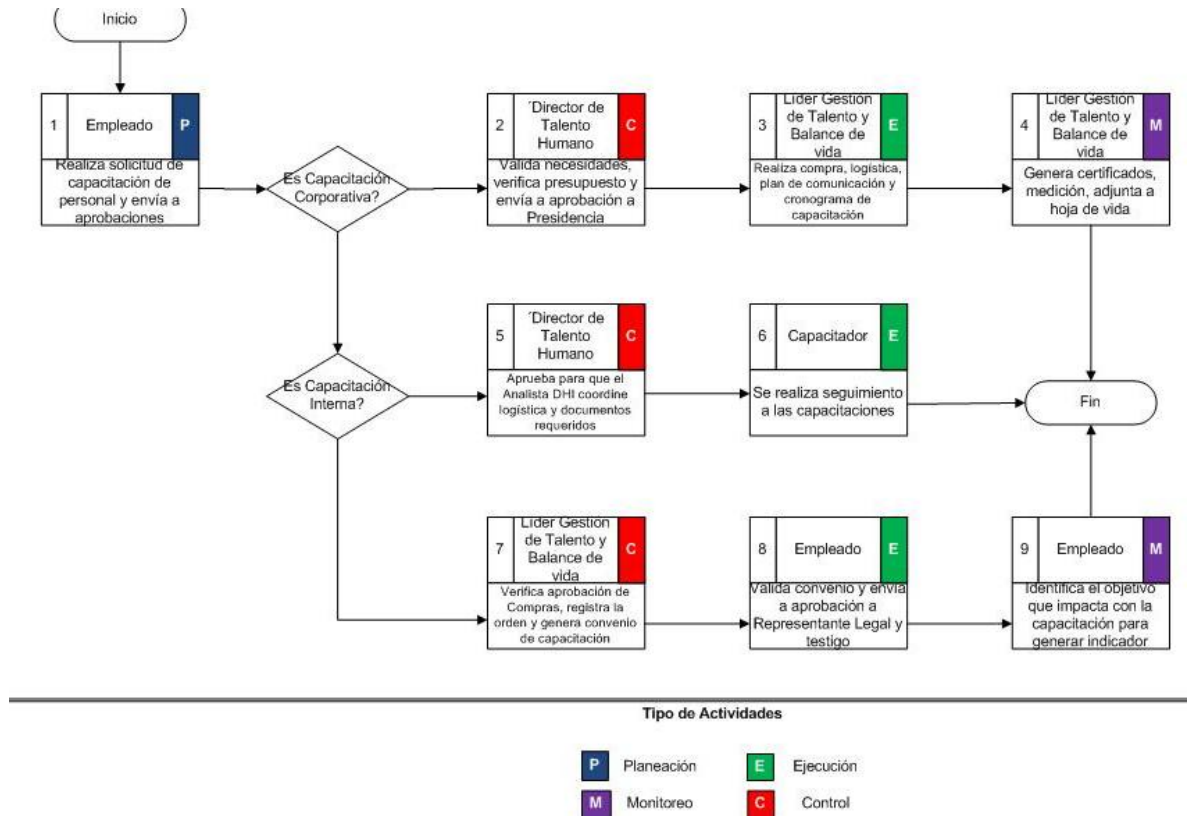 Inicio
1
Empleado
P
Realiza solicitud de
capacitación de
personal y envía a
aprobaciones
Es Capacitación
Corporativa?
2
´Director de
Talento
Humano
C
Valida necesidades,
verifica presupuesto y
envía a aprobación a
Presidencia
3
Líder Gestión
de Talento y
Balance de
vida
E
Realiza compra, logística,
plan de comunicación y
cronograma de
capacitación
4
Líder Gestión
de Talento y
Balance de
vida
M
Genera certificados,
medición, adjunta a
hoja de vida
Es Capacitación
Interna?
5
´Director de
Talento
Humano
C
Aprueba para que el
Analista DHI coordine
logística y documentos
requeridos
6
Capacitador
E
Se realiza seguimiento
a las capacitaciones
Fin
7
Líder Gestión
de Talento y
Balance de
vida
C
Verifica aprobación de
Compras, registra la
orden y genera convenio
de capacitación
8
Empleado
E
Valida convenio y envía
a aprobación a
Representante Legal y
testigo
9
Empleado
M
Identifica el objetivo
que impacta con la
capacitación para
generar indicador
Tipo de Actividades
P Planeación
E Ejecución
M Monitoreo
C Control